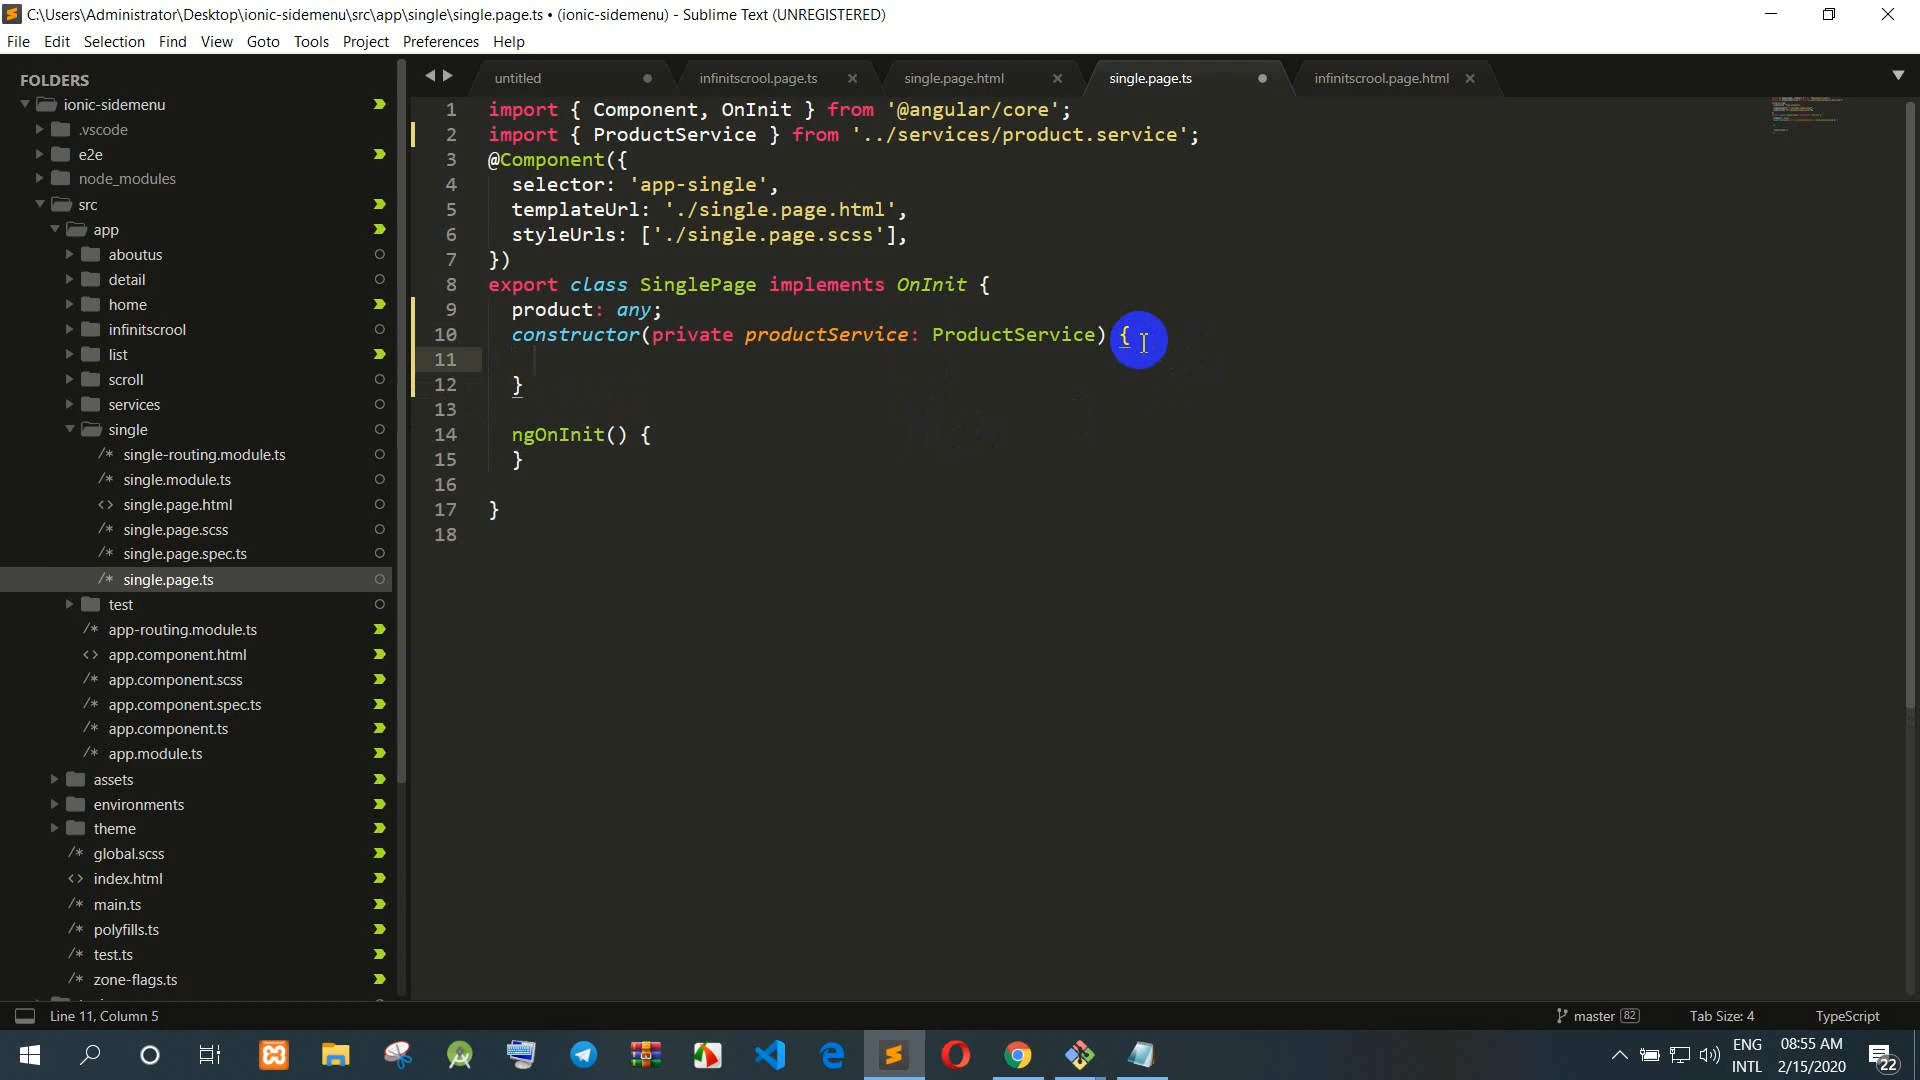 C:\Users\Administrator\Desktop\ionic-sidemenu\src\app\single\single.page.ts • (ionic-sidemenu) - Sublime Text (UNREGISTERED)
File Edit Selection Find View Goto Tools Project Preferences Help
FOLDERS
ionic-sidemenu
.vscode
e2e
node_modules
src
app
aboutus
detail
home
infinitscrool
list
scroll
services
single
/* single-routing.module.ts
/* single.module.ts
<> single.page.html
/* single.page.scss
/* single.page.spec.ts
/* single.page.ts
test
/* app-routing.module.ts
<> app.component.html
/* app.component.scss
/* app.component.spec.ts
/* app.component.ts
/* app.module.ts
assets
environments
theme
/* global.scss
<> index.html
/* main.ts
/* polyfills.ts
/* test.ts
/* zone-flags.ts
untitled infinitscrool.page.ts single.page.html single.page.ts infinitscrool.page.html
1 import { Component, OnInit } from '@angular/core';
2 import { ProductService } from '../services/product.service';
3 @Component({
4 selector: 'app-single',
5 templateUrl: './single.page.html',
6 styleUrls: ['./single.page.scss'],
7 })
8 export class SinglePage implements OnInit {
9 product: any;
10 constructor(private productService: ProductService) {
11
12 }
13
14 ngOnInit() {
15 }
16
17 }
18
Line 11, Column 5 master 82 Tab Size: 4 TypeScript
ENG 08:55 AM
INTL 2/15/2020 22